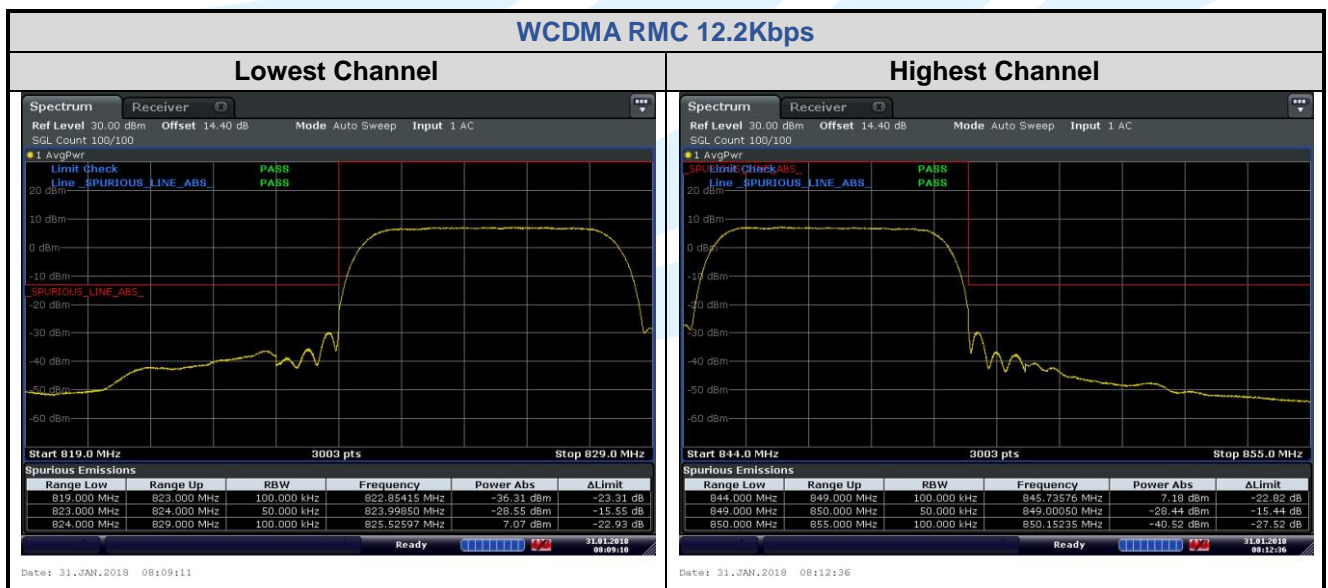 WCDMA RMC 12.2Kbps
Lowest Channel
Highest Channel
Spectrum Receiver
Ref Level 30.00 dBm Offset 14.40 dB Mode Auto Sweep Input 1 AC
SGL Count 100/100
1 AvgPwr
Limit Check PASS
Line _SPURIOUS_LINE_ABS_ PASS
20 dBm
10 dBm
0 dBm
-10 dBm
_SPURIOUS_LINE_ABS_
-20 dBm
-30 dBm
-40 dBm
-50 dBm
-60 dBm
Start 819.0 MHz 3003 pts Stop 829.0 MHz
Spurious Emissions
Range Low Range Up RBW Frequency Power Abs ΔLimit
819.000 MHz 823.000 MHz 100.000 kHz 822.85415 MHz -36.31 dBm -23.31 dB
823.000 MHz 824.000 MHz 50.000 kHz 823.99850 MHz -28.55 dBm -15.55 dB
824.000 MHz 829.000 MHz 100.000 kHz 825.52597 MHz 7.07 dBm -22.93 dB
Ready 31.01.2018
08:09:10
Date: 31.JAN.2018 08:09:11
Spectrum Receiver
Ref Level 30.00 dBm Offset 14.40 dB Mode Auto Sweep Input 1 AC
SGL Count 100/100
1 AvgPwr
Limit Check PASS
Line _SPURIOUS_LINE_ABS_ PASS
20 dBm
10 dBm
0 dBm
-10 dBm
-20 dBm
-30 dBm
-40 dBm
-50 dBm
-60 dBm
Start 844.0 MHz 3003 pts Stop 855.0 MHz
Spurious Emissions
Range Low Range Up RBW Frequency Power Abs ΔLimit
844.000 MHz 849.000 MHz 100.000 kHz 845.73576 MHz 7.18 dBm -22.82 dB
849.000 MHz 850.000 MHz 50.000 kHz 849.00050 MHz -28.44 dBm -15.44 dB
850.000 MHz 855.000 MHz 100.000 kHz 850.15235 MHz -40.52 dBm -27.52 dB
Ready 31.01.2018
08:12:36
Date: 31.JAN.2018 08:12:36